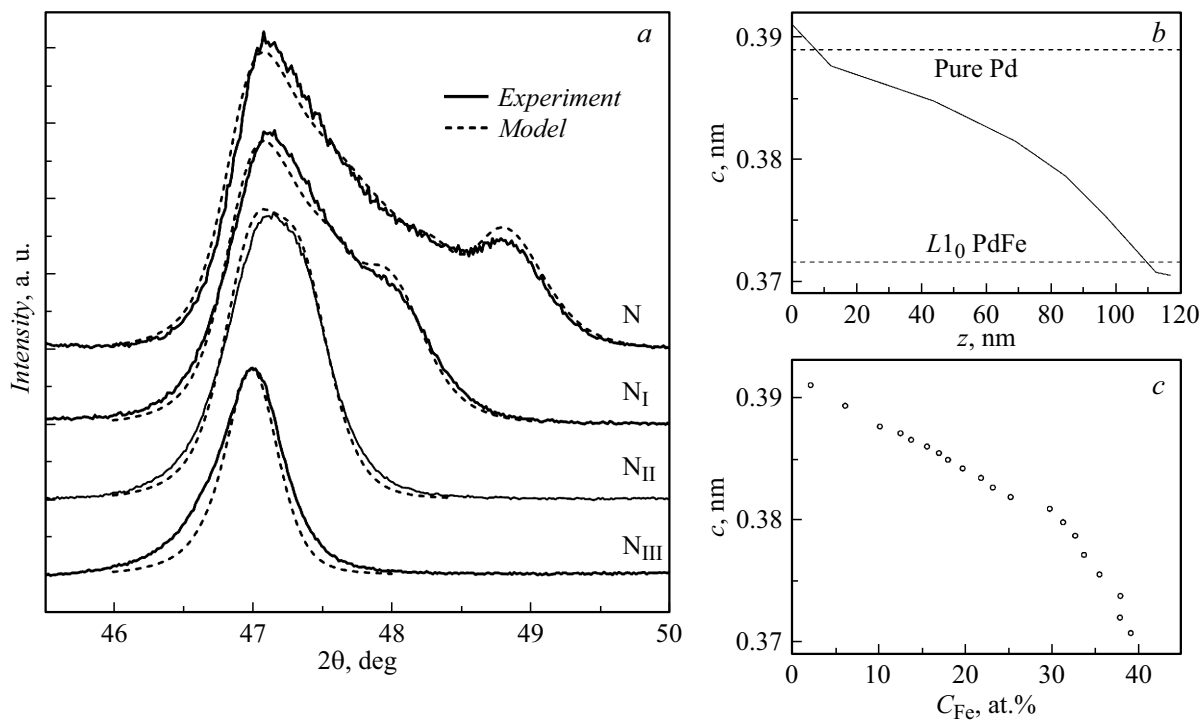 a
Experiment
Model
N
N_I
N_II
N_III
Intensity, a. u.
46 47 48 49 50
2θ, deg
b
0.39
0.38
0.37
c, nm
Pure Pd
L1_0 PdFe
0 20 40 60 80 100 120
z, nm
c
0.39
0.38
0.37
c, nm
0 10 20 30 40
C_Fe, at.%